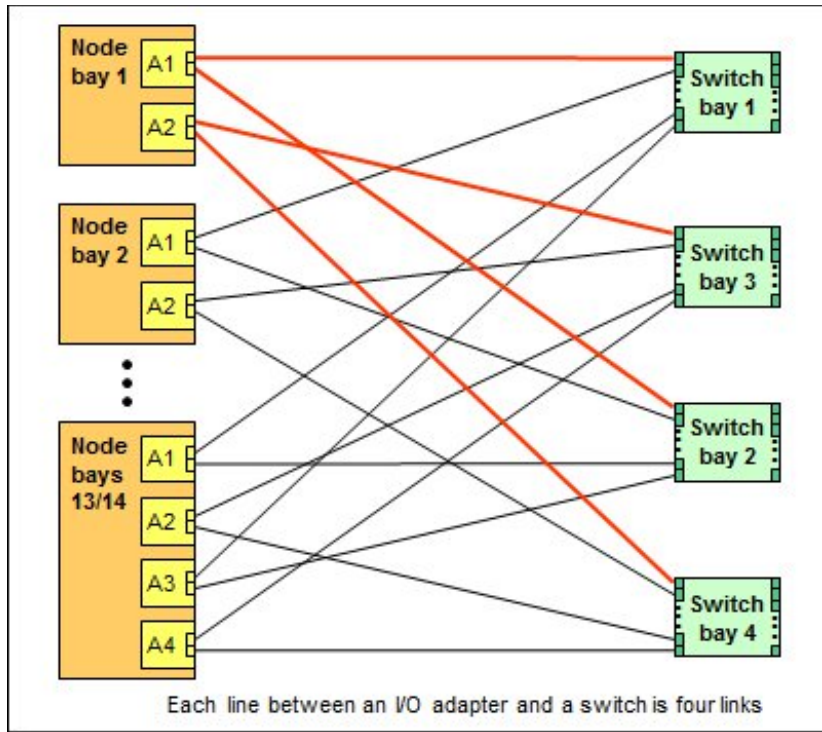 Node
bay 1
A1
A2
Node
bay 2
A1
A2
Node
bays
13/14
A1
A2
A3
A4
Switch
bay 1
Switch
bay 3
Switch
bay 2
Switch
bay 4
Each line between an I/O adapter and a switch is four links